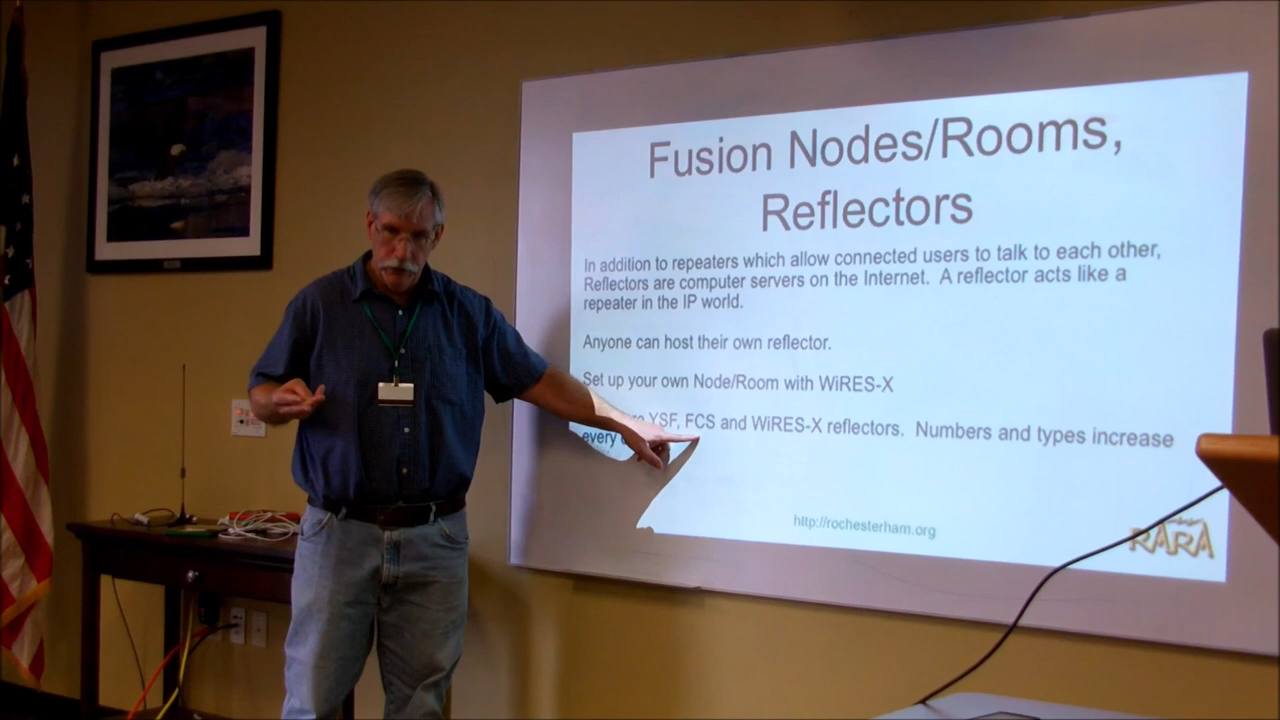 Fusion Nodes/Rooms,
Reflectors
In addition to repeaters which allow connected users to talk to each other,
Reflectors are computer servers on the Internet. A reflector acts like a
repeater in the IP world.
Anyone can host their own reflector.
Set up your own Node/Room with WiRES-X
YSF, FCS and WiRES-X reflectors. Numbers and types increase
every
http://rochesterham.org
RARA